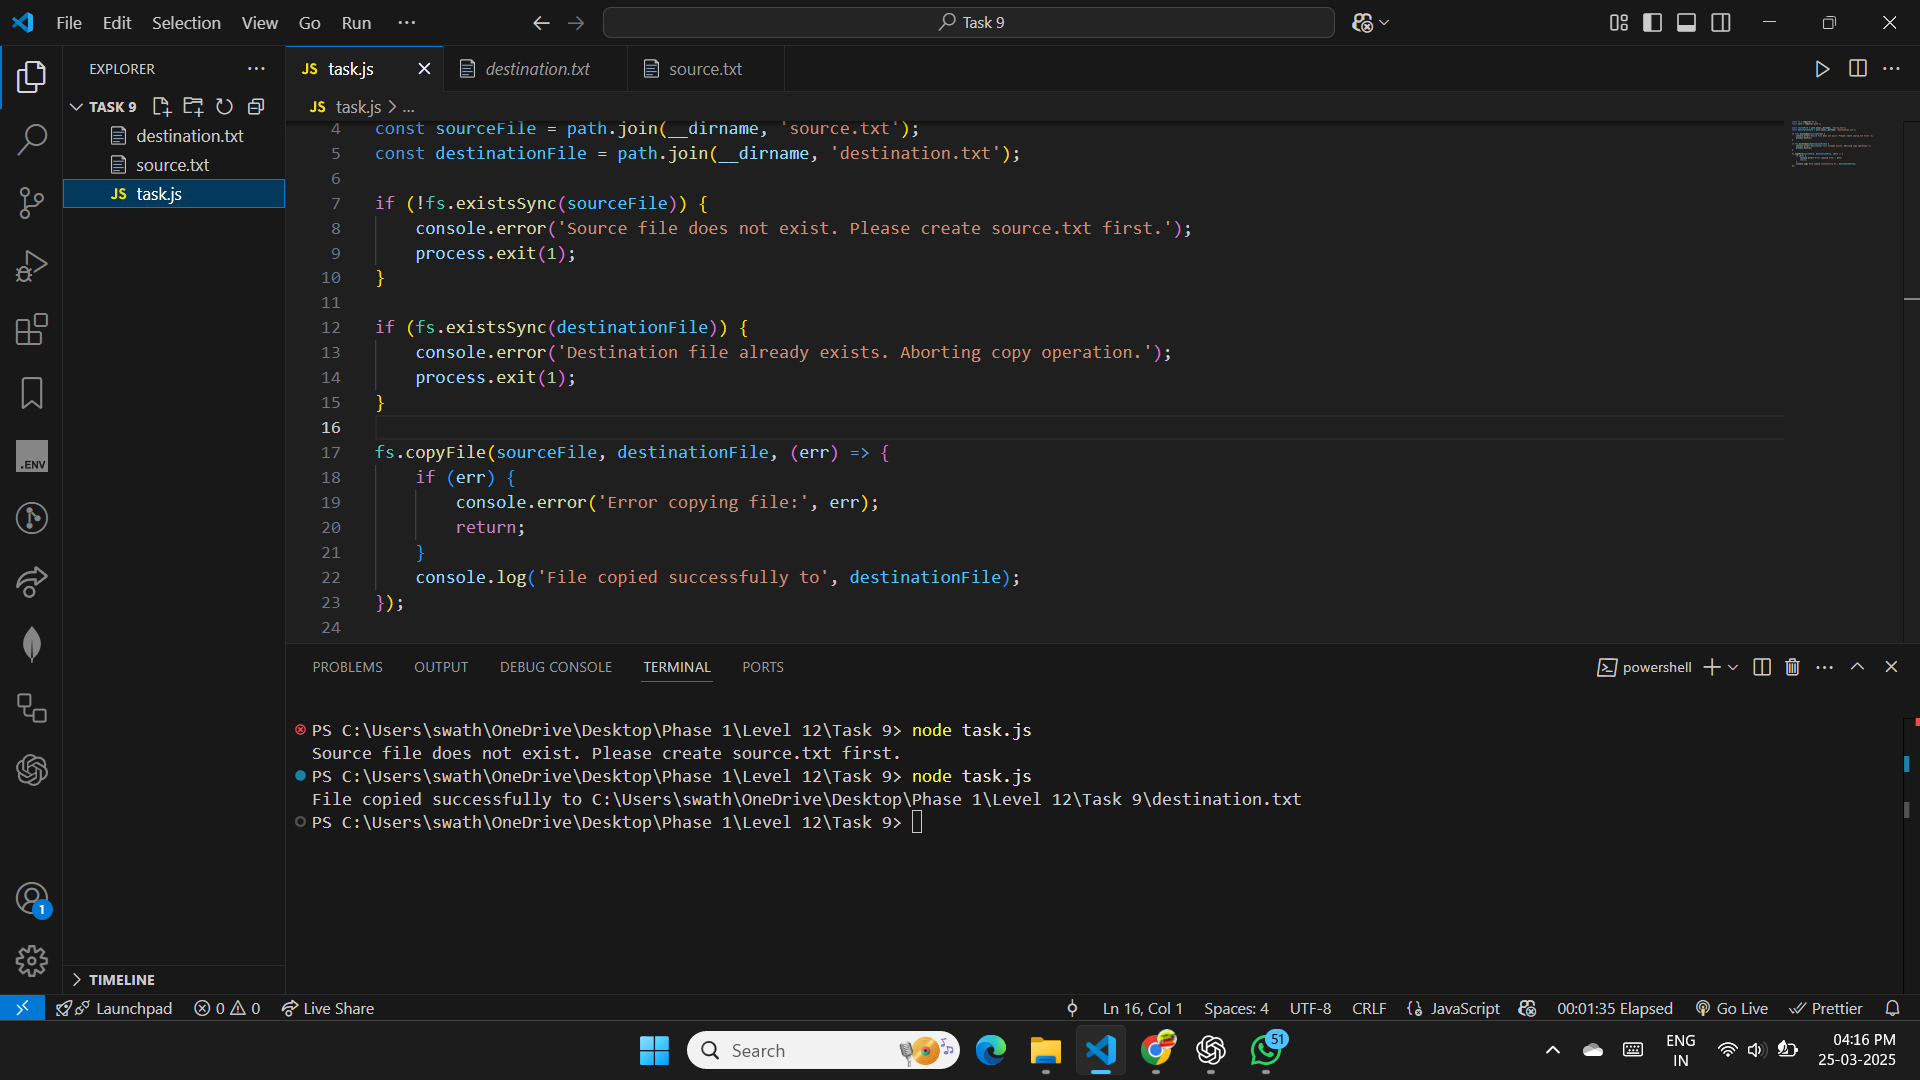 File Edit Selection View Go Run ···
Task 9
EXPLORER ···
TASK 9
destination.txt
source.txt
JS task.js
JS task.js
destination.txt
source.txt
JS task.js > ...
4 const sourceFile = path.join(__dirname, 'source.txt');
5 const destinationFile = path.join(__dirname, 'destination.txt');
6
7 if (!fs.existsSync(sourceFile)) {
8 console.error('Source file does not exist. Please create source.txt first.');
9 process.exit(1);
10 }
11
12 if (fs.existsSync(destinationFile)) {
13 console.error('Destination file already exists. Aborting copy operation.');
14 process.exit(1);
15 }
16
17 fs.copyFile(sourceFile, destinationFile, (err) => {
18 if (err) {
19 console.error('Error copying file:', err);
20 return;
21 }
22 console.log('File copied successfully to', destinationFile);
23 });
24
PROBLEMS OUTPUT DEBUG CONSOLE TERMINAL PORTS
powershell
PS C:\Users\swath\OneDrive\Desktop\Phase 1\Level 12\Task 9> node task.js
Source file does not exist. Please create source.txt first.
PS C:\Users\swath\OneDrive\Desktop\Phase 1\Level 12\Task 9> node task.js
File copied successfully to C:\Users\swath\OneDrive\Desktop\Phase 1\Level 12\Task 9\destination.txt
PS C:\Users\swath\OneDrive\Desktop\Phase 1\Level 12\Task 9>
.ENV
1
TIMELINE
Launchpad 0 0 Live Share
Ln 16, Col 1 Spaces: 4 UTF-8 CRLF {} JavaScript 00:01:35 Elapsed Go Live Prettier
Search
51
ENG
IN
04:16 PM
25-03-2025